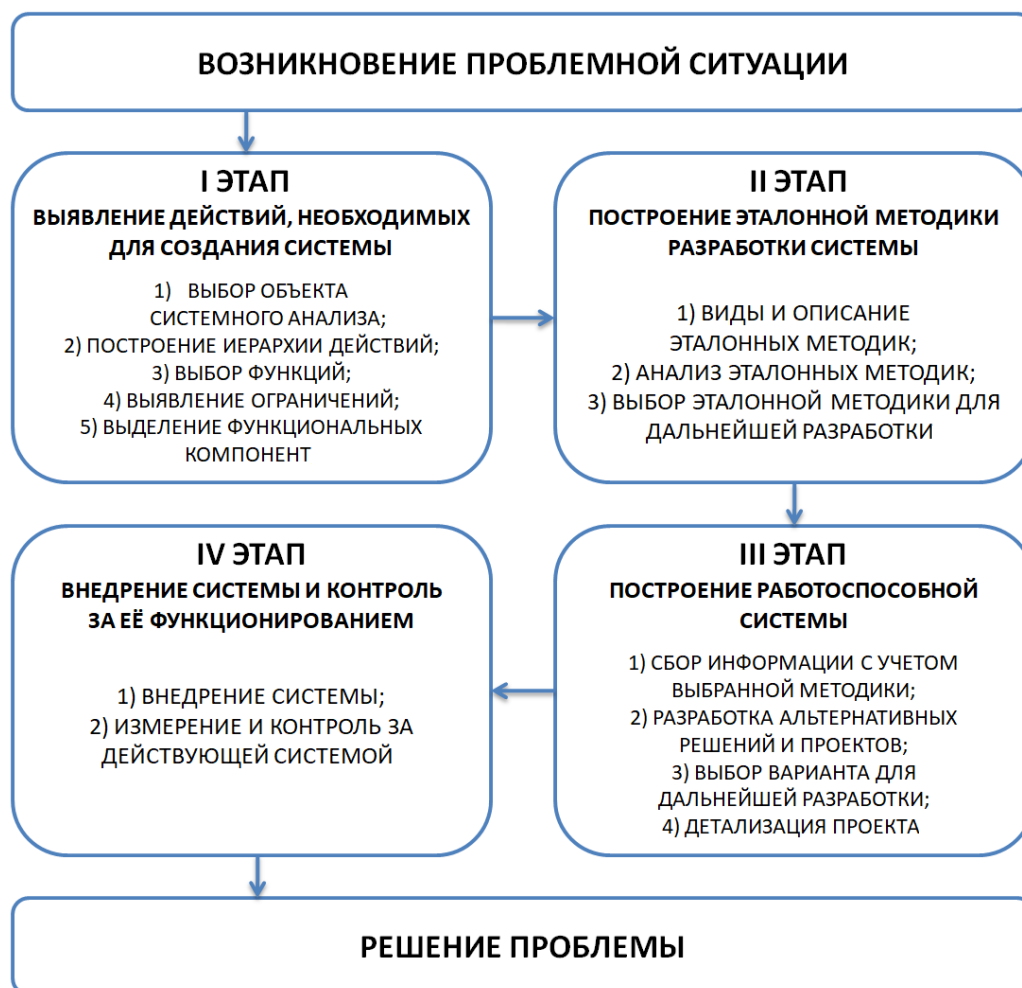 ВОЗНИКНОВЕНИЕ ПРОБЛЕМНОЙ СИТУАЦИИ
I ЭТАП
ВЫЯВЛЕНИЕ ДЕЙСТВИЙ, НЕОБХОДИМЫХ
ДЛЯ СОЗДАНИЯ СИСТЕМЫ
1) ВЫБОР ОБЪЕКТА
СИСТЕМНОГО АНАЛИЗА;
2) ПОСТРОЕНИЕ ИЕРАРХИИ ДЕЙСТВИЙ;
3) ВЫБОР ФУНКЦИЙ;
4) ВЫЯВЛЕНИЕ ОГРАНИЧЕНИЙ;
5) ВЫДЕЛЕНИЕ ФУНКЦИОНАЛЬНЫХ
КОМПОНЕНТ
II ЭТАП
ПОСТРОЕНИЕ ЭТАЛОННОЙ МЕТОДИКИ
РАЗРАБОТКИ СИСТЕМЫ
1) ВИДЫ И ОПИСАНИЕ
ЭТАЛОННЫХ МЕТОДИК;
2) АНАЛИЗ ЭТАЛОННЫХ МЕТОДИК;
3) ВЫБОР ЭТАЛОННОЙ МЕТОДИКИ ДЛЯ
ДАЛЬНЕЙШЕЙ РАЗРАБОТКИ
III ЭТАП
ПОСТРОЕНИЕ РАБОТОСПОСОБНОЙ
СИСТЕМЫ
1) СБОР ИНФОРМАЦИИ С УЧЕТОМ
ВЫБРАННОЙ МЕТОДИКИ;
2) РАЗРАБОТКА АЛЬТЕРНАТИВНЫХ
РЕШЕНИЙ И ПРОЕКТОВ;
3) ВЫБОР ВАРИАНТА ДЛЯ
ДАЛЬНЕЙШЕЙ РАЗРАБОТКИ;
4) ДЕТАЛИЗАЦИЯ ПРОЕКТА
IV ЭТАП
ВНЕДРЕНИЕ СИСТЕМЫ И КОНТРОЛЬ
ЗА ЕЁ ФУНКЦИОНИРОВАНИЕМ
1) ВНЕДРЕНИЕ СИСТЕМЫ;
2) ИЗМЕРЕНИЕ И КОНТРОЛЬ ЗА
ДЕЙСТВУЮЩЕЙ СИСТЕМОЙ
РЕШЕНИЕ ПРОБЛЕМЫ